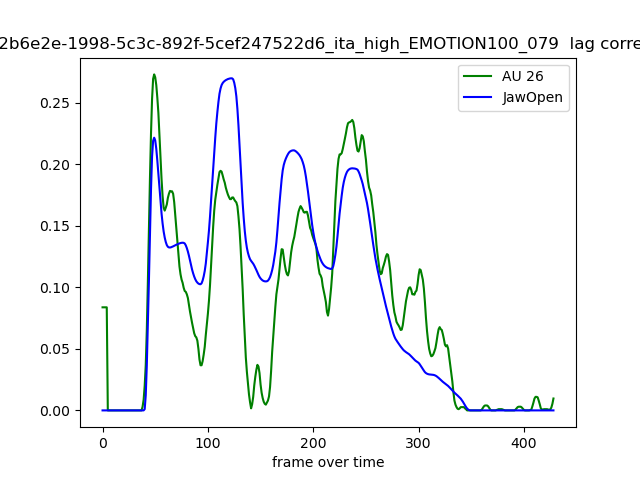 2b6e2e-1998-5c3c-892f-5cef247522d6_ita_high_EMOTION100_079 lag corre
AU 26
JawOpen
0.25
0.20
0.15
0.10
0.05
0.00
0
100
200
300
400
frame over time